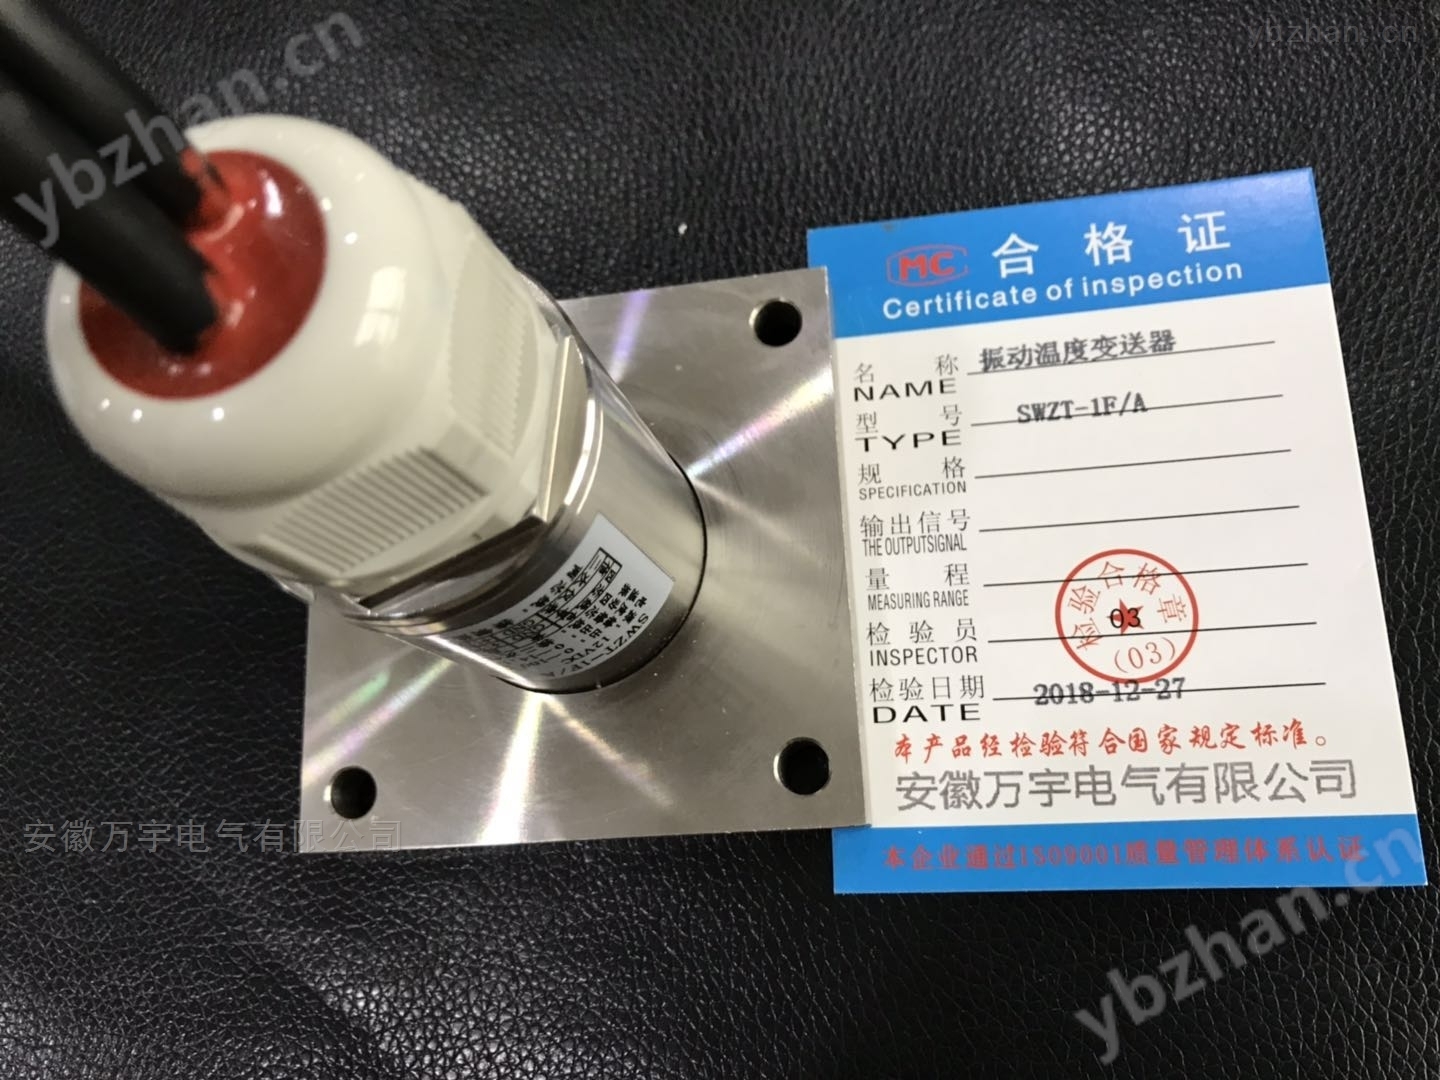 ybzhan.cn
ybzhan.cn
MC
合格证
Certificate of inspection
名称 振动温度变送器
NAME
型号 SWZT-1F/A
TYPE
规格
SPECIFICATION
输出信号
THE OUTPUTSIGNAL
量程
MEASURING RANGE
检验员 03
INSPECTOR
检验合格章
(03)
检验日期 2018-12-27
DATE
本产品经检验符合国家规定标准。
安徽万宇电气有限公司
本企业通过ISO9001质量管理体系认证
SWZT-1F/A
安徽万宇电气有限公司
ybzhan.cn